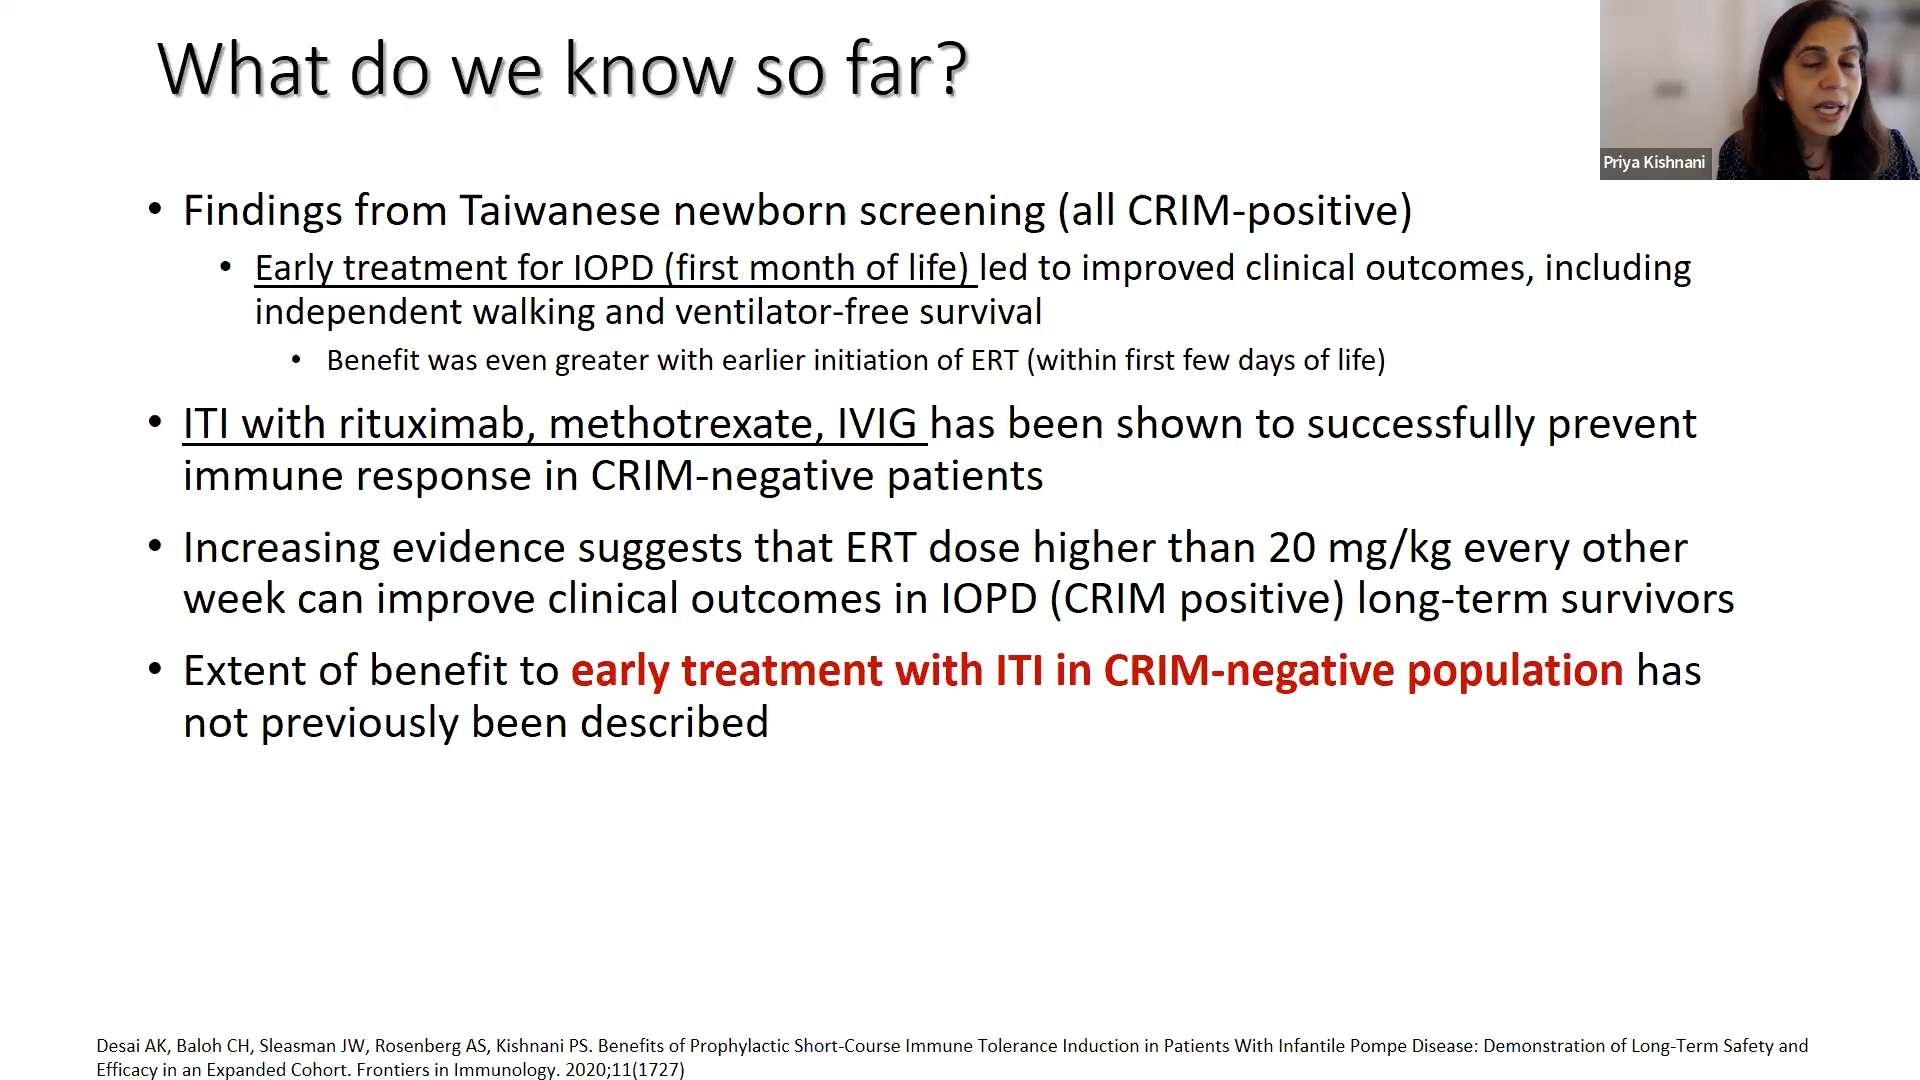 What do we know so far?
Priya Kishnani
• Findings from Taiwanese newborn screening (all CRIM-positive)
• Early treatment for IOPD (first month of life) led to improved clinical outcomes, including
independent walking and ventilator-free survival
• Benefit was even greater with earlier initiation of ERT (within first few days of life)
• ITI with rituximab, methotrexate, IVIG has been shown to successfully prevent
immune response in CRIM-negative patients
• Increasing evidence suggests that ERT dose higher than 20 mg/kg every other
week can improve clinical outcomes in IOPD (CRIM positive) long-term survivors
• Extent of benefit to early treatment with ITI in CRIM-negative population has
not previously been described
Desai AK, Baloh CH, Sleasman JW, Rosenberg AS, Kishnani PS. Benefits of Prophylactic Short-Course Immune Tolerance Induction in Patients With Infantile Pompe Disease: Demonstration of Long-Term Safety and
Efficacy in an Expanded Cohort. Frontiers in Immunology. 2020;11(1727)